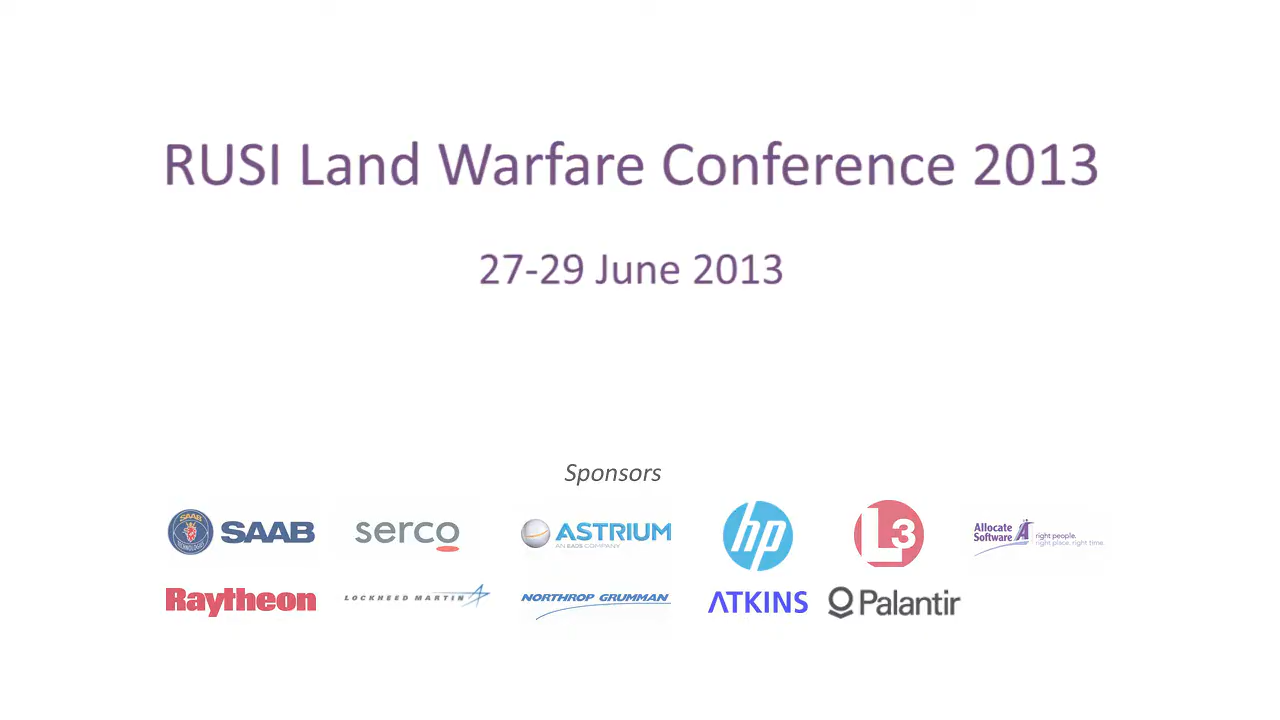 RUSI Land Warfare Conference 2013
27-29 June 2013
Sponsors
SAAB
SAAB
serco
ASTRIUM
AN EADS COMPANY
hp
L3
Allocate
Software
right people.
right place. right time.
Raytheon
LOCKHEED MARTIN
NORTHROP GRUMMAN
ATKINS
Palantir